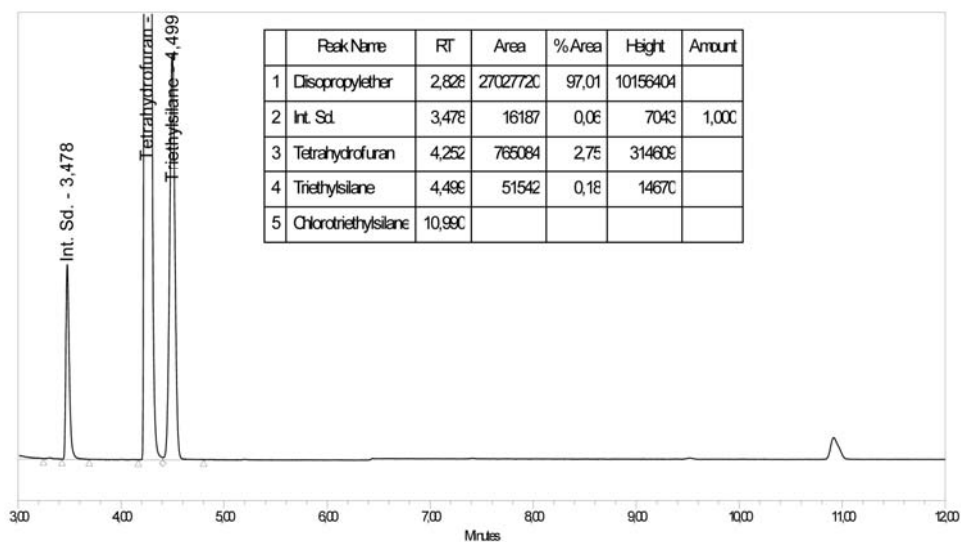 Int. Sd. - 3,478
Tetrahydrofuran -
Triethylsilane - 4,499
Peak Name RT Area % Area Height Amount
1 Diisopropylether 2,828 27027720 97,01 10156404
2 Int. Sd. 3,478 16187 0,06 7043 1,000
3 Tetrahydrofuran 4,252 765084 2,75 314609
4 Triethylsilane 4,499 51542 0,18 14670
5 Chlorotriethylsilane 10,990
3,00 4,00 5,00 6,00 7,00 8,00 9,00 10,00 11,00 12,00
Minutes